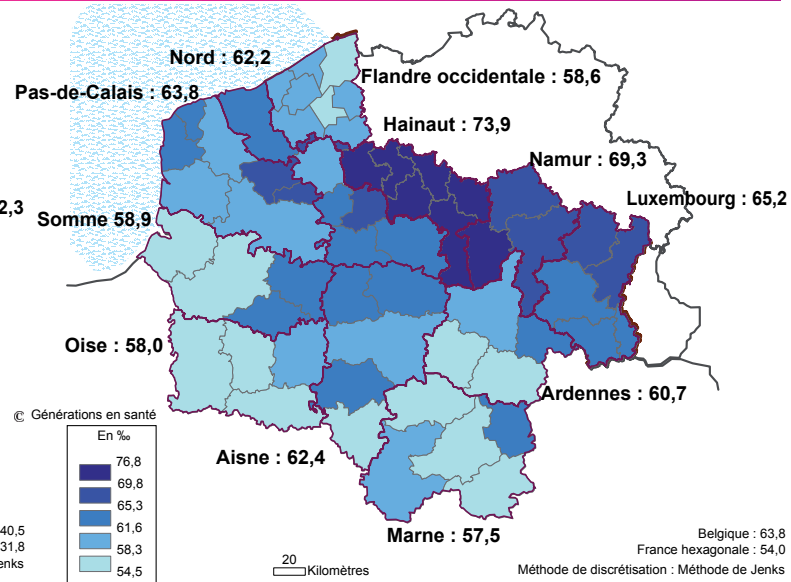 Nord : 62,2
Flandre occidentale : 58,6
Pas-de-Calais : 63,8
Hainaut : 73,9
Namur : 69,3
Luxembourg : 65,2
2,3
Somme 58,9
Oise : 58,0
Ardennes : 60,7
© Générations en santé
En ‰
76,8
69,8
65,3
61,6
58,3
54,5
Aisne : 62,4
Marne : 57,5
40,5
31,8
enks
20
Kilomètres
Belgique : 63,8
France hexagonale : 54,0
Méthode de discrétisation : Méthode de Jenks